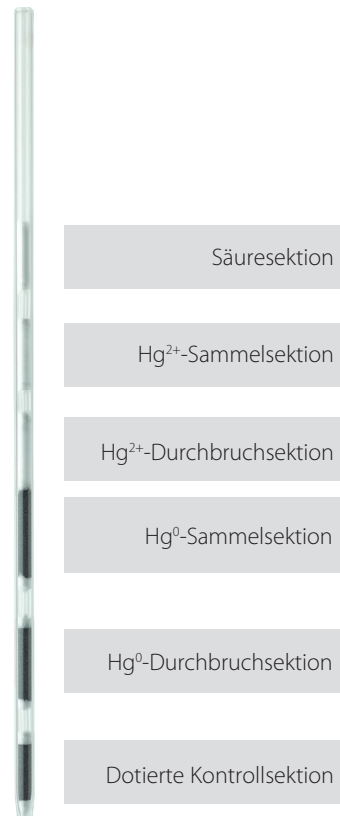 Säuresektion
Hg²⁺-Sammelsektion
Hg²⁺-Durchbruchsektion
Hg⁰-Sammelsektion
Hg⁰-Durchbruchsektion
Dotierte Kontrollsektion